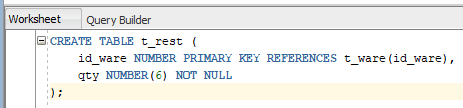 Worksheet Query Builder
CREATE TABLE t_rest (
id_ware NUMBER PRIMARY KEY REFERENCES t_ware(id_ware),
qty NUMBER(6) NOT NULL
);